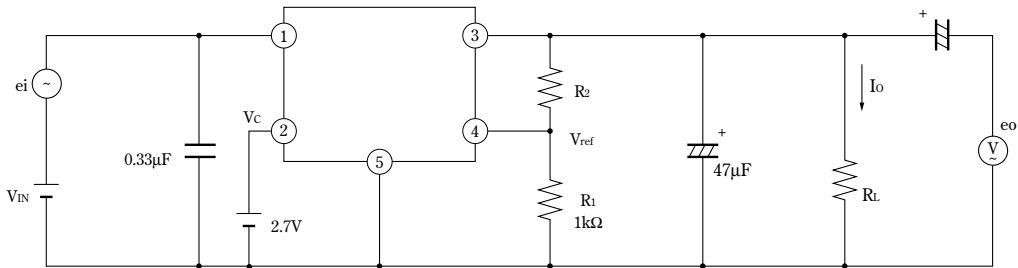 +
1
3
ei
~
R2
IO
VC
2
4
Vref
eo
V
~
0.33μF
5
+
47μF
VIN
2.7V
R1
1kΩ
RL